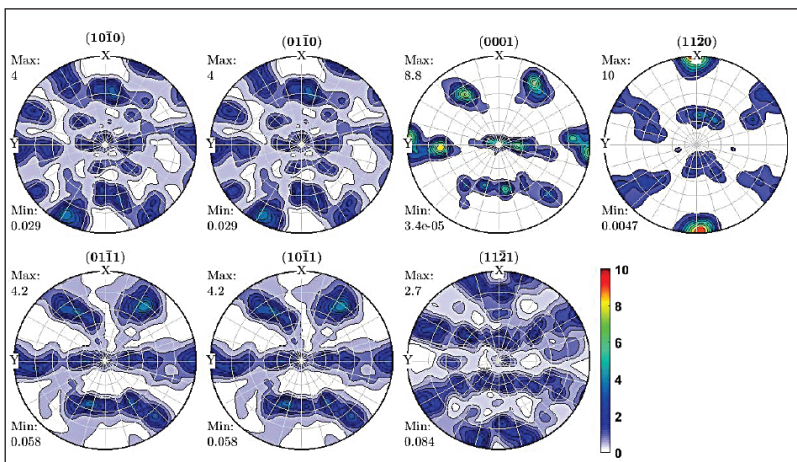 (101̄0)
X
Max:
4
Y
Min:
0.029
(011̄0)
X
Max:
4
Y
Min:
0.029
(0001)
X
Max:
8.8
Y
Min:
3.4e-05
(112̄0)
X
Max:
10
Y
Min:
0.0047
(011̄1)
X
Max:
4.2
Y
Min:
0.058
(101̄1)
X
Max:
4.2
Y
Min:
0.058
(112̄1)
X
Max:
2.7
Y
Min:
0.084
10
8
6
4
2
0